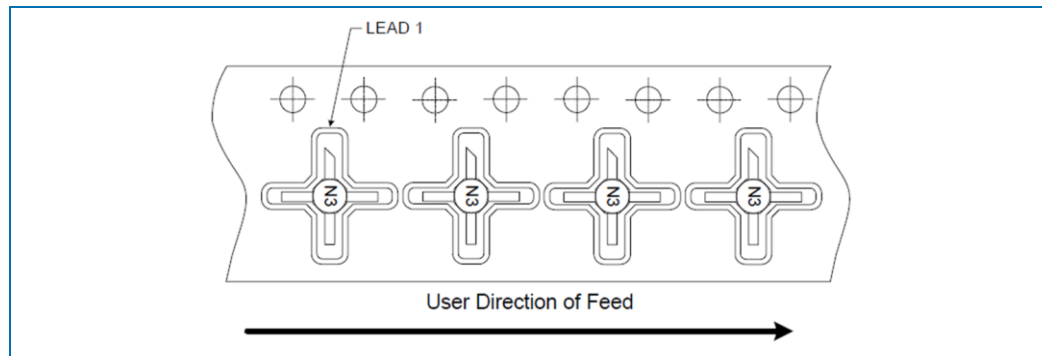 LEAD 1
N3 N3 N3 N3
User Direction of Feed